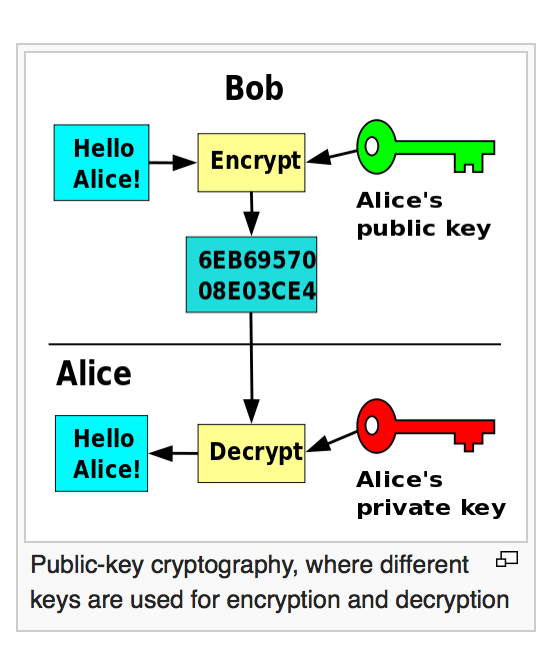 Bob
Hello
Alice!
Encrypt
Alice's
public key
6EB69570
08E03CE4
Alice
Hello
Alice!
Decrypt
Alice's
private key
Public-key cryptography, where different
keys are used for encryption and decryption